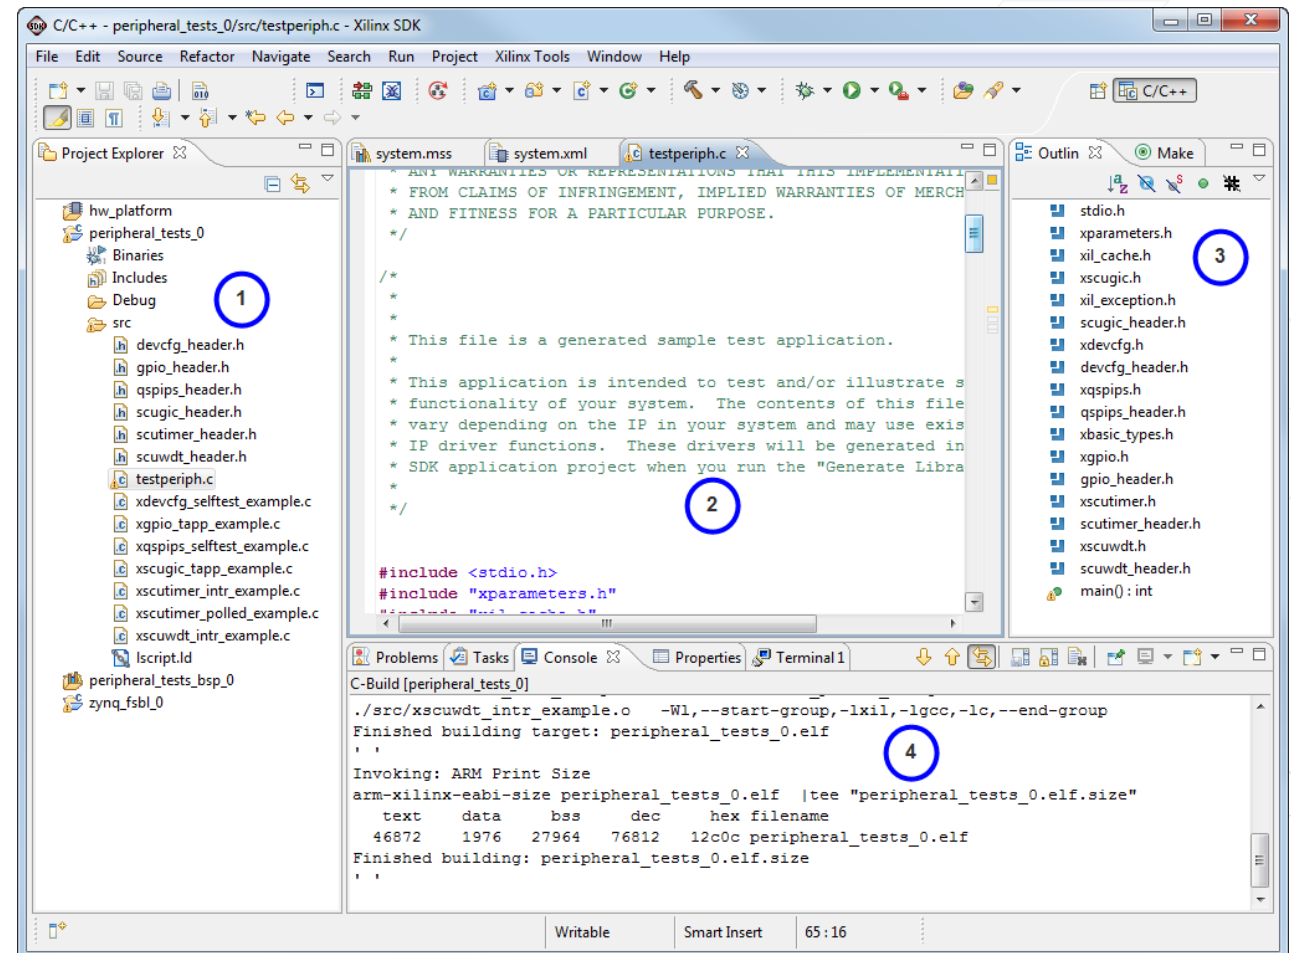 C/C++ - peripheral_tests_0/src/testperiph.c - Xilinx SDK
File Edit Source Refactor Navigate Search Run Project Xilinx Tools Window Help
C/C++
Project Explorer
hw_platform
peripheral_tests_0
Binaries
Includes
Debug
1
src
devcfg_header.h
gpio_header.h
qspips_header.h
scugic_header.h
scutimer_header.h
scuwdt_header.h
testperiph.c
xdevcfg_selftest_example.c
xgpio_tapp_example.c
xqspips_selftest_example.c
xscugic_tapp_example.c
xscutimer_intr_example.c
xscutimer_polled_example.c
xscuwdt_intr_example.c
lscript.ld
peripheral_tests_bsp_0
zynq_fsbl_0
system.mss system.xml testperiph.c
* ANY WARRANTIES OR REPRESENTATIONS THAT THIS IMPLEMENTATI
* FROM CLAIMS OF INFRINGEMENT, IMPLIED WARRANTIES OF MERCH
* AND FITNESS FOR A PARTICULAR PURPOSE.
*/
/*
*
*
* This file is a generated sample test application.
*
* This application is intended to test and/or illustrate s
* functionality of your system.  The contents of this file
* vary depending on the IP in your system and may use exis
* IP driver functions.  These drivers will be generated in
* SDK application project when you run the "Generate Libra
*
*/
2
#include <stdio.h>
#include "xparameters.h"
#include "xil_cache.h"
Outlin Make
stdio.h
xparameters.h
xil_cache.h
3
xscugic.h
xil_exception.h
scugic_header.h
xdevcfg.h
devcfg_header.h
xqspips.h
qspips_header.h
xbasic_types.h
xgpio.h
gpio_header.h
xscutimer.h
scutimer_header.h
xscuwdt.h
scuwdt_header.h
main() : int
Problems Tasks Console Properties Terminal 1
C-Build [peripheral_tests_0]
./src/xscuwdt_intr_example.o   -Wl,--start-group,-lxil,-lgcc,-lc,--end-group
Finished building target: peripheral_tests_0.elf
' '
4
Invoking: ARM Print Size
arm-xilinx-eabi-size peripheral_tests_0.elf  |tee "peripheral_tests_0.elf.size"
text data bss dec hex filename
46872 1976 27964 76812 12c0c peripheral_tests_0.elf
Finished building: peripheral_tests_0.elf.size
' '
Writable Smart Insert 65 : 16